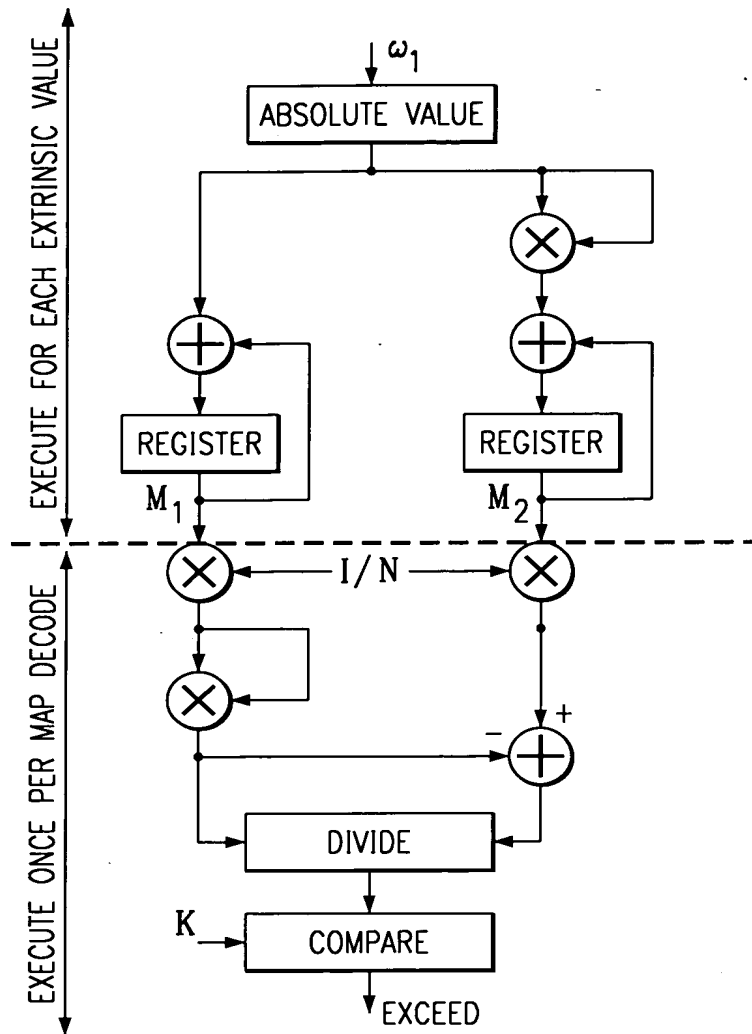 EXECUTE FOR EACH EXTRINSIC VALUE
ω1
ABSOLUTE VALUE
REGISTER
REGISTER
M1
M2
I/N
EXECUTE ONCE PER MAP DECODE
-
+
DIVIDE
K
COMPARE
EXCEED